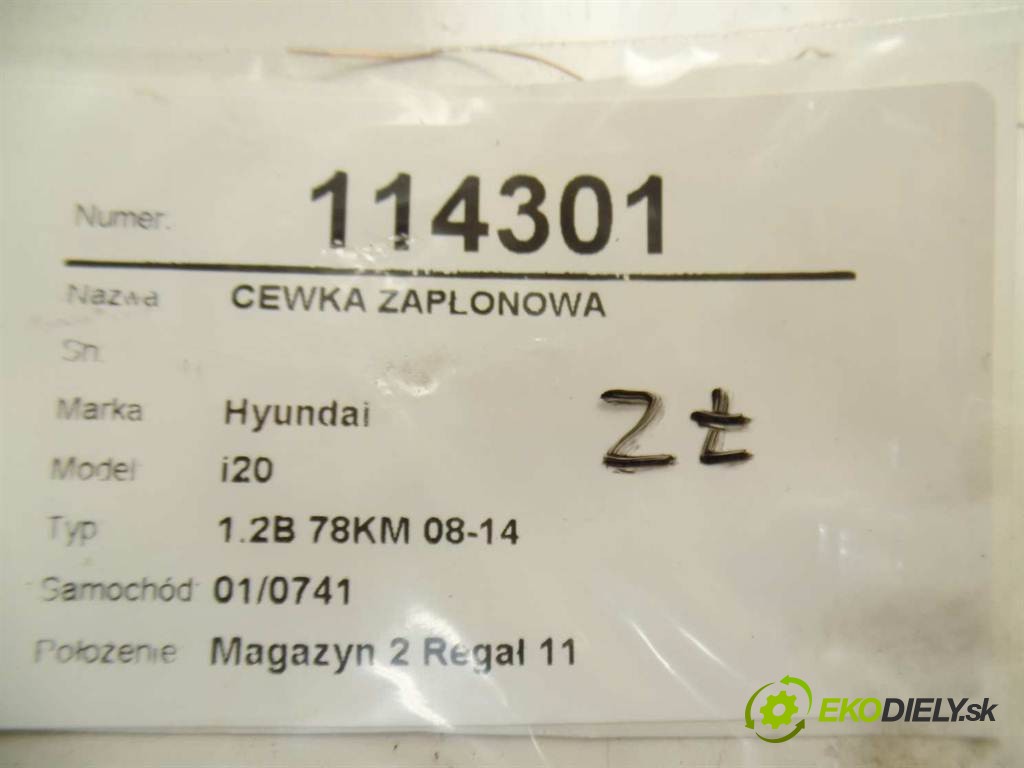 Numer. 114301
Nazwa CEWKA ZAPŁONOWA
Sn.
Marka Hyundai
Model i20
Typ 1.2B 78KM 08-14
Samochód 01/0741
Położenie Magazyn 2 Regał 11
ZŁ
EKODIELY.sk